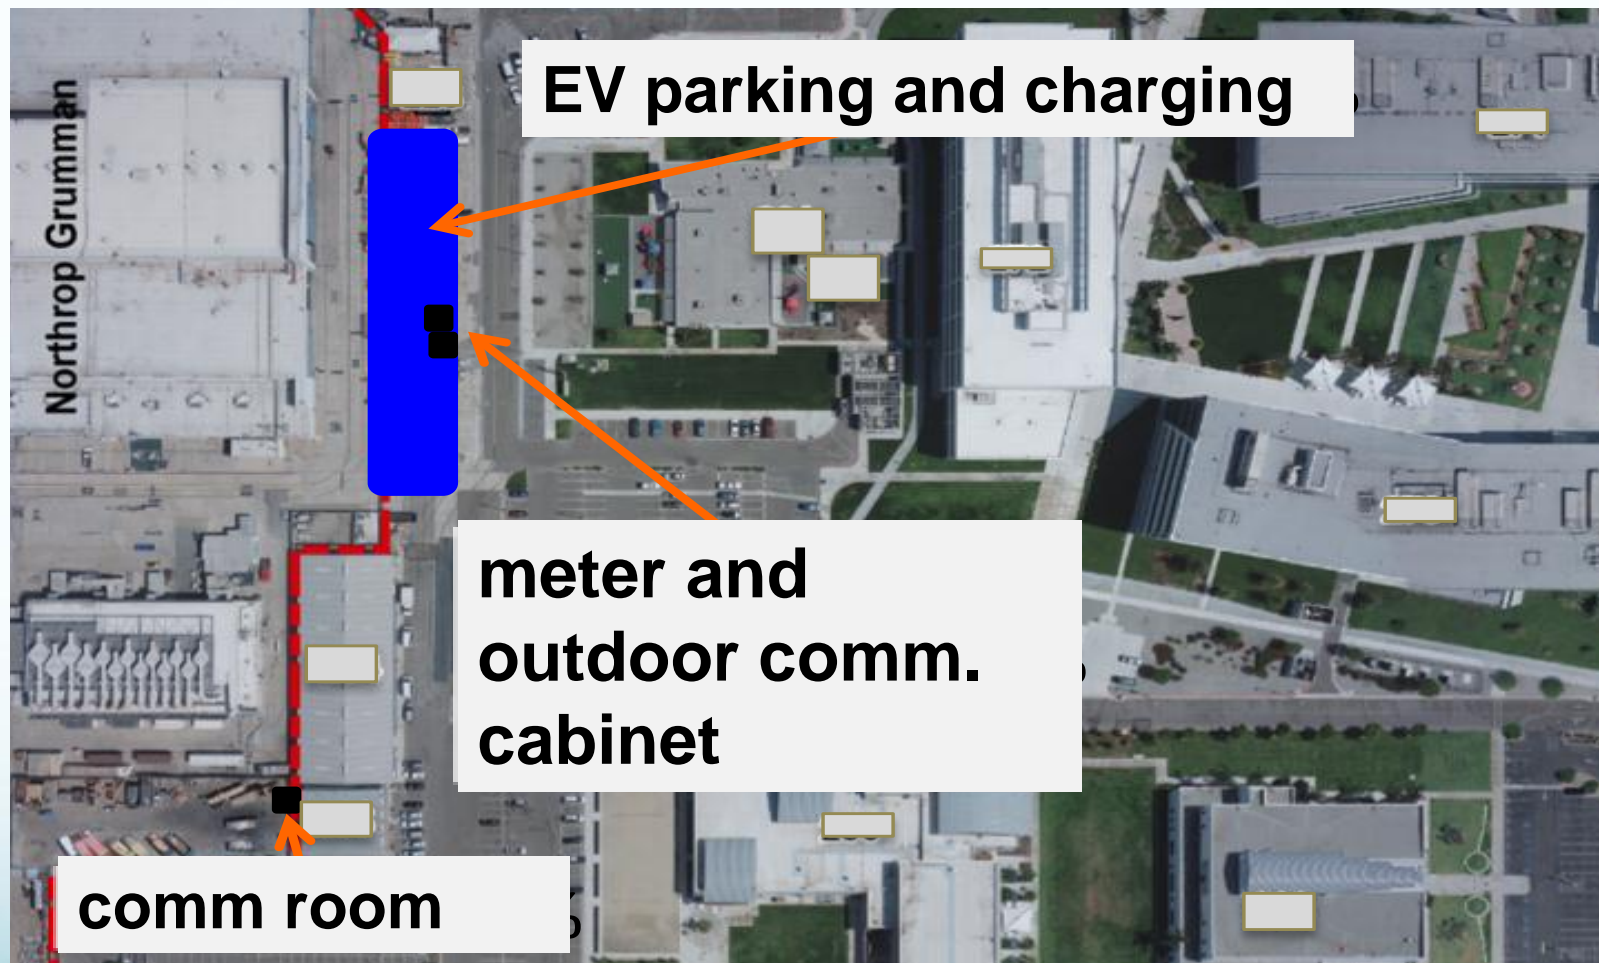 EV parking and charging
Northrop Grumman
meter and
outdoor comm.
cabinet
comm room